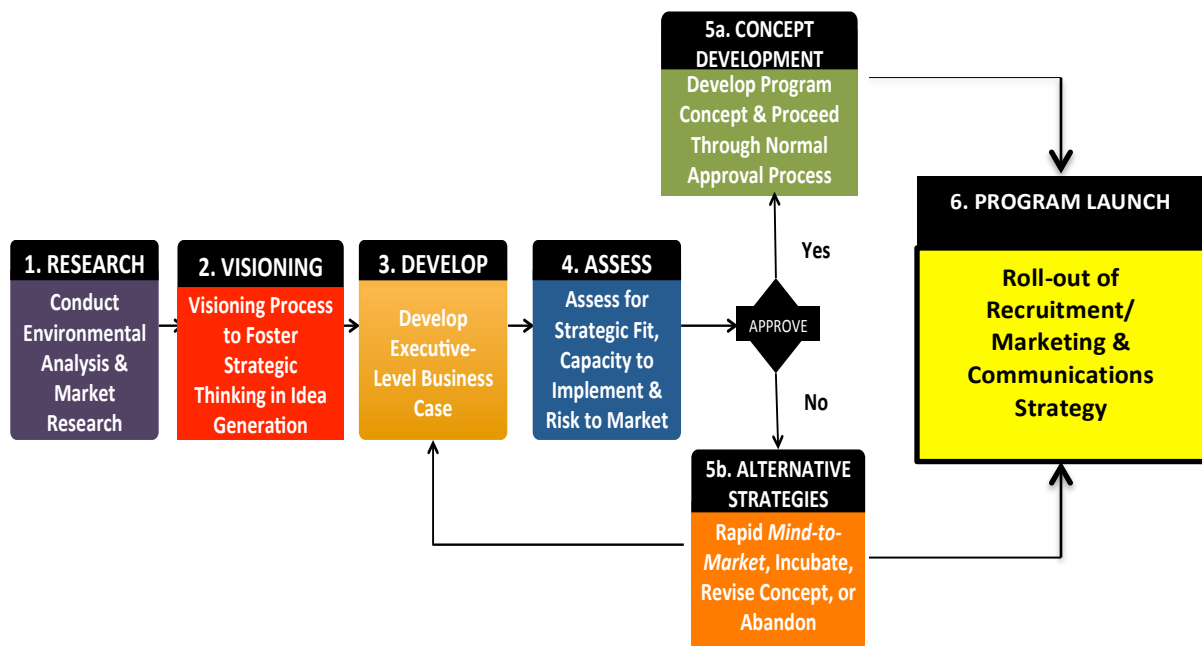 1. RESEARCH
Conduct
Environmental
Analysis &
Market
Research
2. VISIONING
Visioning Process
to Foster
Strategic
Thinking in Idea
Generation
3. DEVELOP
Develop
Executive-
Level Business
Case
4. ASSESS
Assess for
Strategic Fit,
Capacity to
Implement &
Risk to Market
APPROVE
Yes
No
5a. CONCEPT
DEVELOPMENT
Develop Program
Concept & Proceed
Through Normal
Approval Process
5b. ALTERNATIVE
STRATEGIES
Rapid Mind-to-
Market, Incubate,
Revise Concept, or
Abandon
6. PROGRAM LAUNCH
Roll-out of
Recruitment/
Marketing &
Communications
Strategy